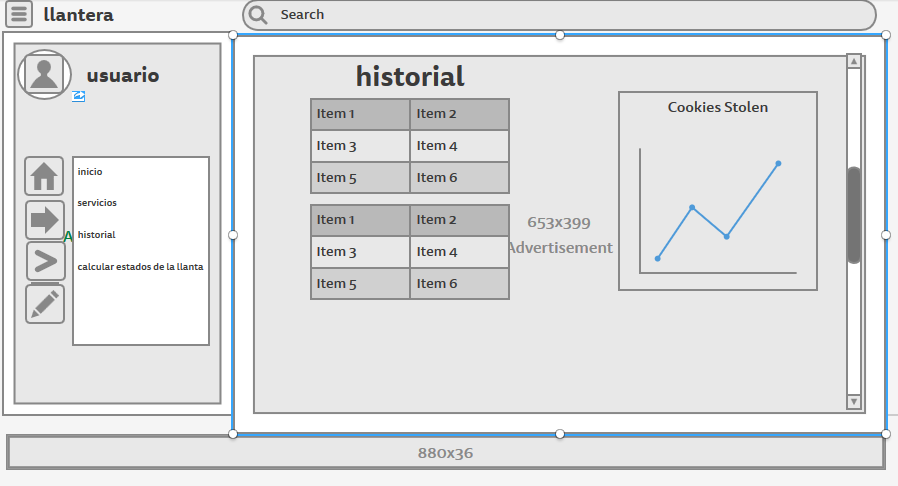 llantera
Search
usuario
A
inicio
servicios
historial
calcular estados de la llanta
historial
Item 1 Item 2
Item 3 Item 4
Item 5 Item 6
Item 1 Item 2
Item 3 Item 4
Item 5 Item 6
653x399
Advertisement
Cookies Stolen
880x36